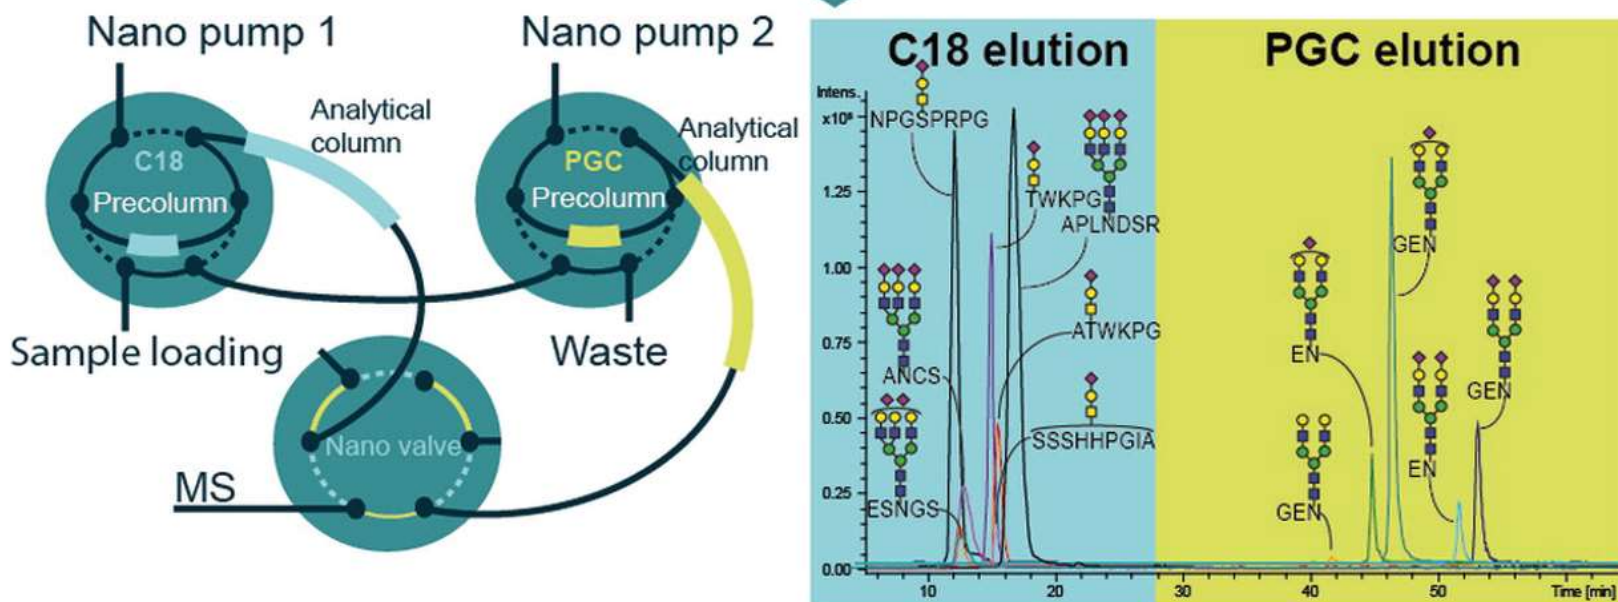 Nano pump 1
Nano pump 2
Analytical
column
C18
Precolumn
Analytical
column
PGC
Precolumn
Sample loading
Waste
Nano valve
MS
C18 elution
PGC elution
Intens.
x10⁸
1.25
1.00
0.75
0.50
0.25
0.00
NPGSPRPG
TWKPG
APLNDSR
ATWKPG
ANCS
SSSHHPGIA
ESNGS
GEN
EN
GEN
EN
GEN
10
20
30
40
50
Time [min]